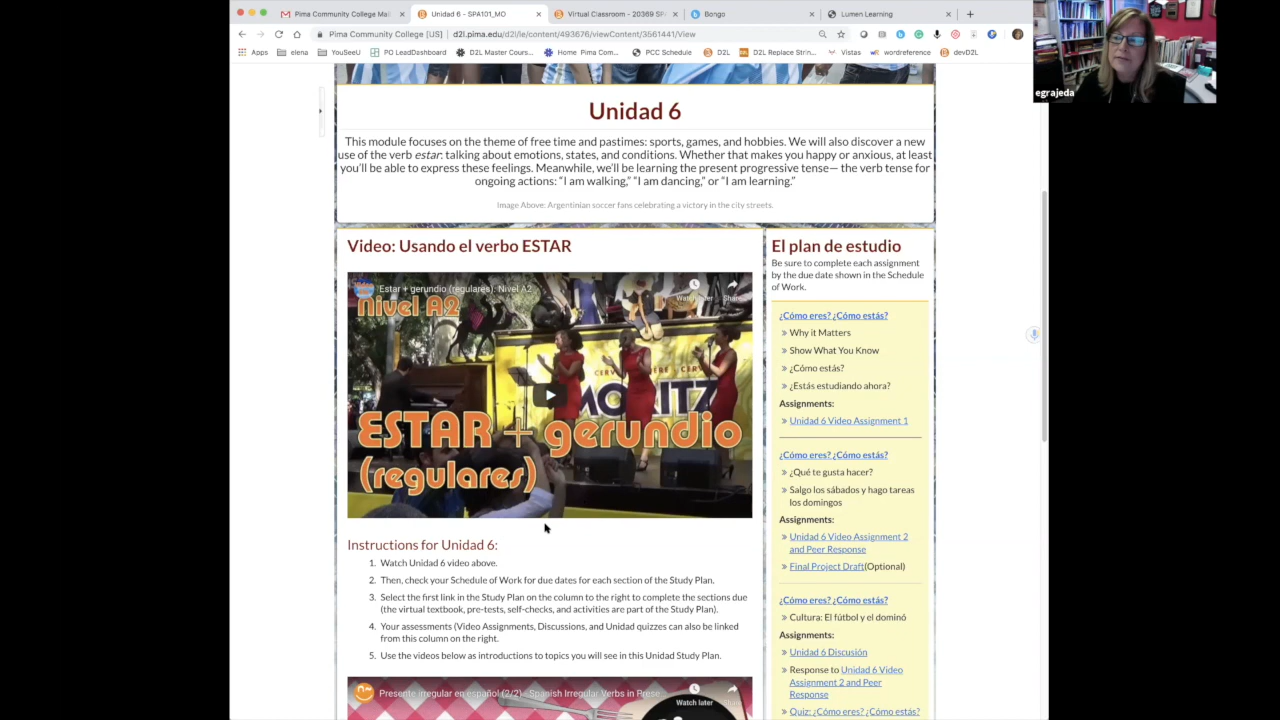 Pima Community College Mai
Unidad 6 - SPA101_MO
Virtual Classroom - 20369 SP
Bongo
Lumen Learning
Pima Community College [US]
d2l.pima.edu/d2l/le/content/493676/viewContent/3561441/View
Apps
elena
YouSeeU
PO LeadDashboard
D2L Master Cours...
Home Pima Com...
PCC Schedule
D2L
D2L Replace Strin...
Vistas
wordreference
devD2L
egrajeda
Unidad 6
This module focuses on the theme of free time and pastimes: sports, games, and hobbies. We will also discover a new
use of the verb estar: talking about emotions, states, and conditions. Whether that makes you happy or anxious, at least
you'll be able to express these feelings. Meanwhile, we'll be learning the present progressive tense— the verb tense for
ongoing actions: “I am walking,” “I am dancing,” or “I am learning.”
Image Above: Argentinian soccer fans celebrating a victory in the city streets.
Video: Usando el verbo ESTAR
Estar + gerundio (regulares). Nivel A2
Watch later
Share
Nivel A2
MORITZ
ESTAR + gerundio
(regulares)
Instructions for Unidad 6:
1. Watch Unidad 6 video above.
2. Then, check your Schedule of Work for due dates for each section of the Study Plan.
3. Select the first link in the Study Plan on the column to the right to complete the sections due
(the virtual textbook, pre-tests, self-checks, and activities are part of the Study Plan).
4. Your assessments (Video Assignments, Discussions, and Unidad quizzes can also be linked
from this column on the right.
5. Use the videos below as introductions to topics you will see in this Unidad Study Plan.
Presente irregular en español (2/2) - Spanish Irregular Verbs in Prese
Watch later
El plan de estudio
Be sure to complete each assignment
by the due date shown in the Schedule
of Work.
¿Cómo eres? ¿Cómo estás?
» Why it Matters
» Show What You Know
» ¿Cómo estás?
» ¿Estás estudiando ahora?
Assignments:
» Unidad 6 Video Assignment 1
¿Cómo eres? ¿Cómo estás?
» ¿Qué te gusta hacer?
» Salgo los sábados y hago tareas
los domingos
Assignments:
» Unidad 6 Video Assignment 2
and Peer Response
» Final Project Draft(Optional)
¿Cómo eres? ¿Cómo estás?
» Cultura: El fútbol y el dominó
Assignments:
» Unidad 6 Discusión
» Response to Unidad 6 Video
Assignment 2 and Peer
Response
» Quiz: ¿Cómo eres? ¿Cómo estás?